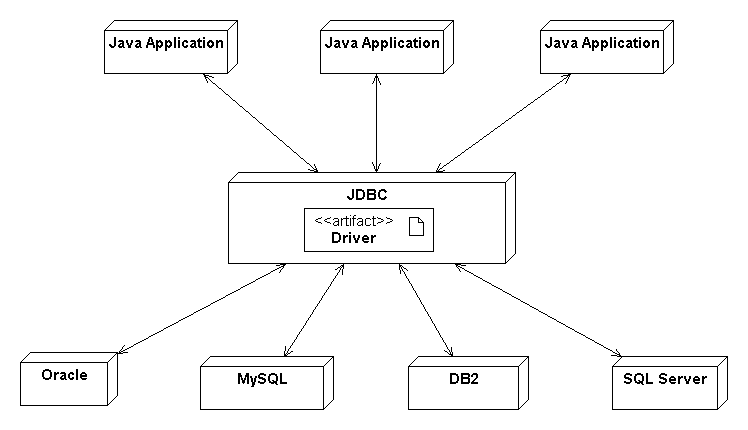 Java Application
Java Application
Java Application
JDBC
<<artifact>>
Driver
Oracle
MySQL
DB2
SQL Server